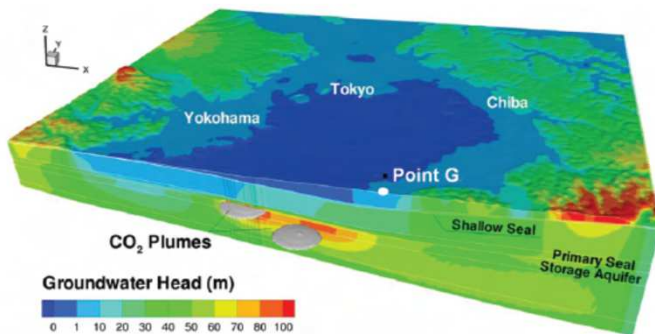 Z
Y
X
Tokyo
Yokohama
Chiba
Point G
Shallow Seal
CO₂ Plumes
Primary Seal
Storage Aquifer
Groundwater Head (m)
0 1 10 20 30 40 50 60 70 80 100